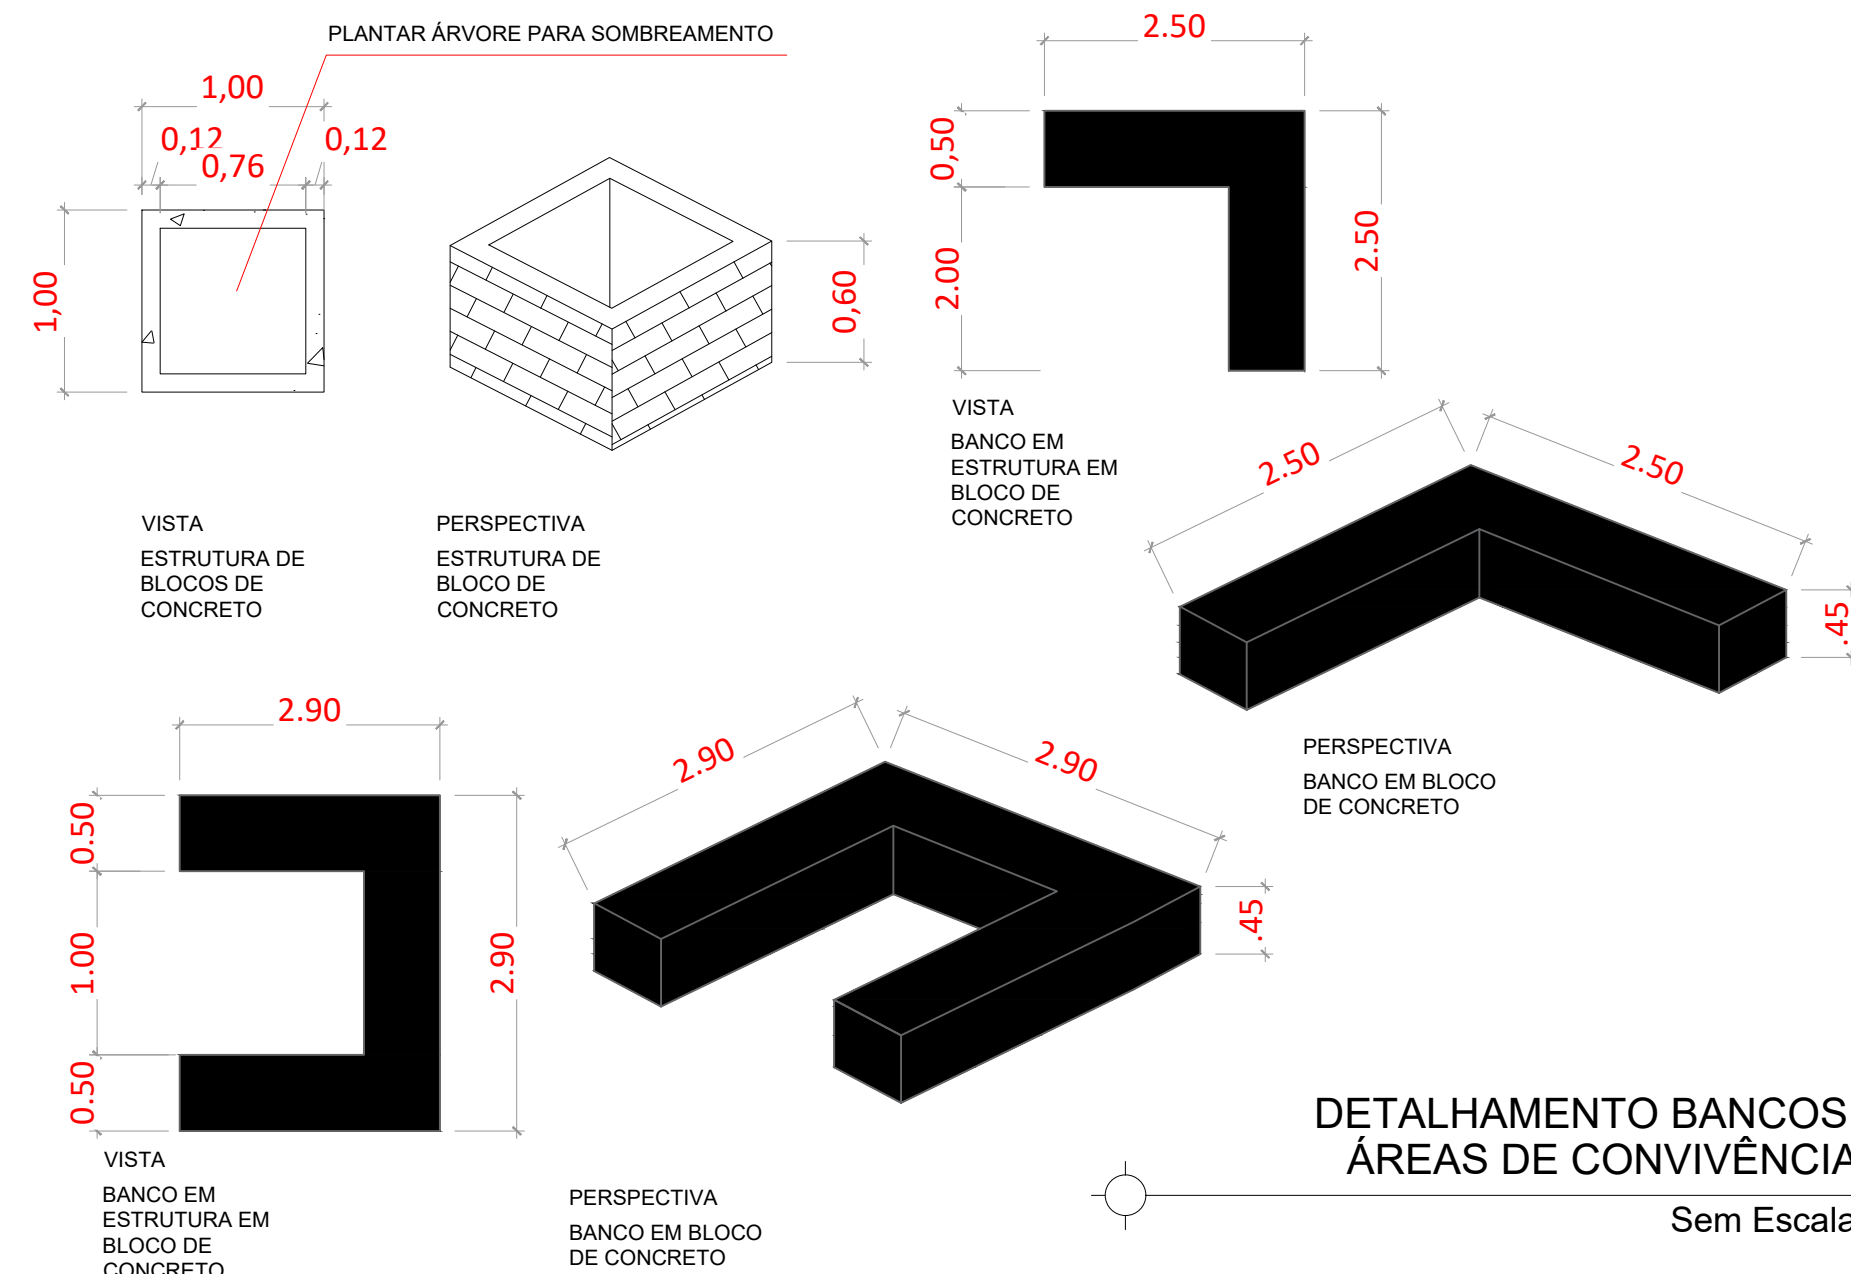 PLANTAR ÁRVORE PARA SOMBREAMENTO
1,00
0,12
0,76
0,12
1,00
0,60
VISTA
ESTRUTURA DE
BLOCOS DE
CONCRETO
PERSPECTIVA
ESTRUTURA DE
BLOCO DE
CONCRETO
2.50
0,50
2.00
2.50
VISTA
BANCO EM
ESTRUTURA EM
BLOCO DE
CONCRETO
2.50
2.50
.45
PERSPECTIVA
BANCO EM BLOCO
DE CONCRETO
2.90
0.50
1.00
0.50
2.90
VISTA
BANCO EM
ESTRUTURA EM
BLOCO DE
CONCRETO
2.90
2.90
.45
PERSPECTIVA
BANCO EM BLOCO
DE CONCRETO
DETALHAMENTO BANCOS
ÁREAS DE CONVIVÊNCIA
Sem Escala